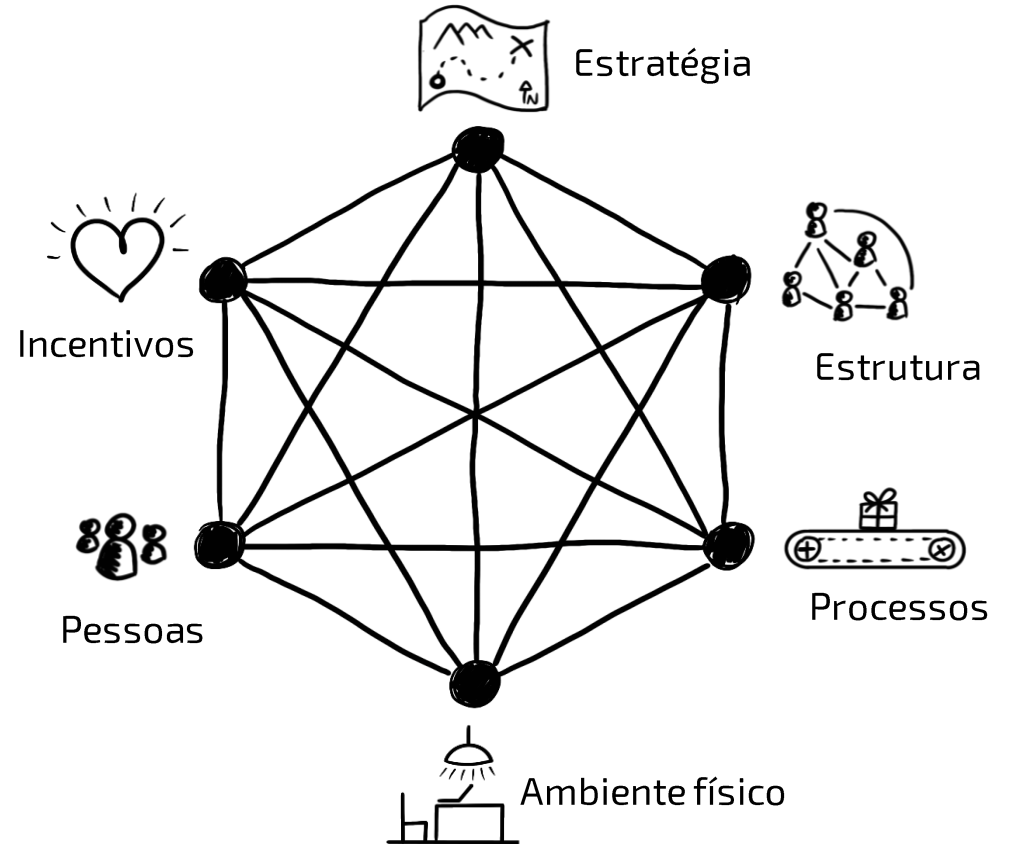 N
Estratégia
Incentivos
Estrutura
Pessoas
Processos
Ambiente físico